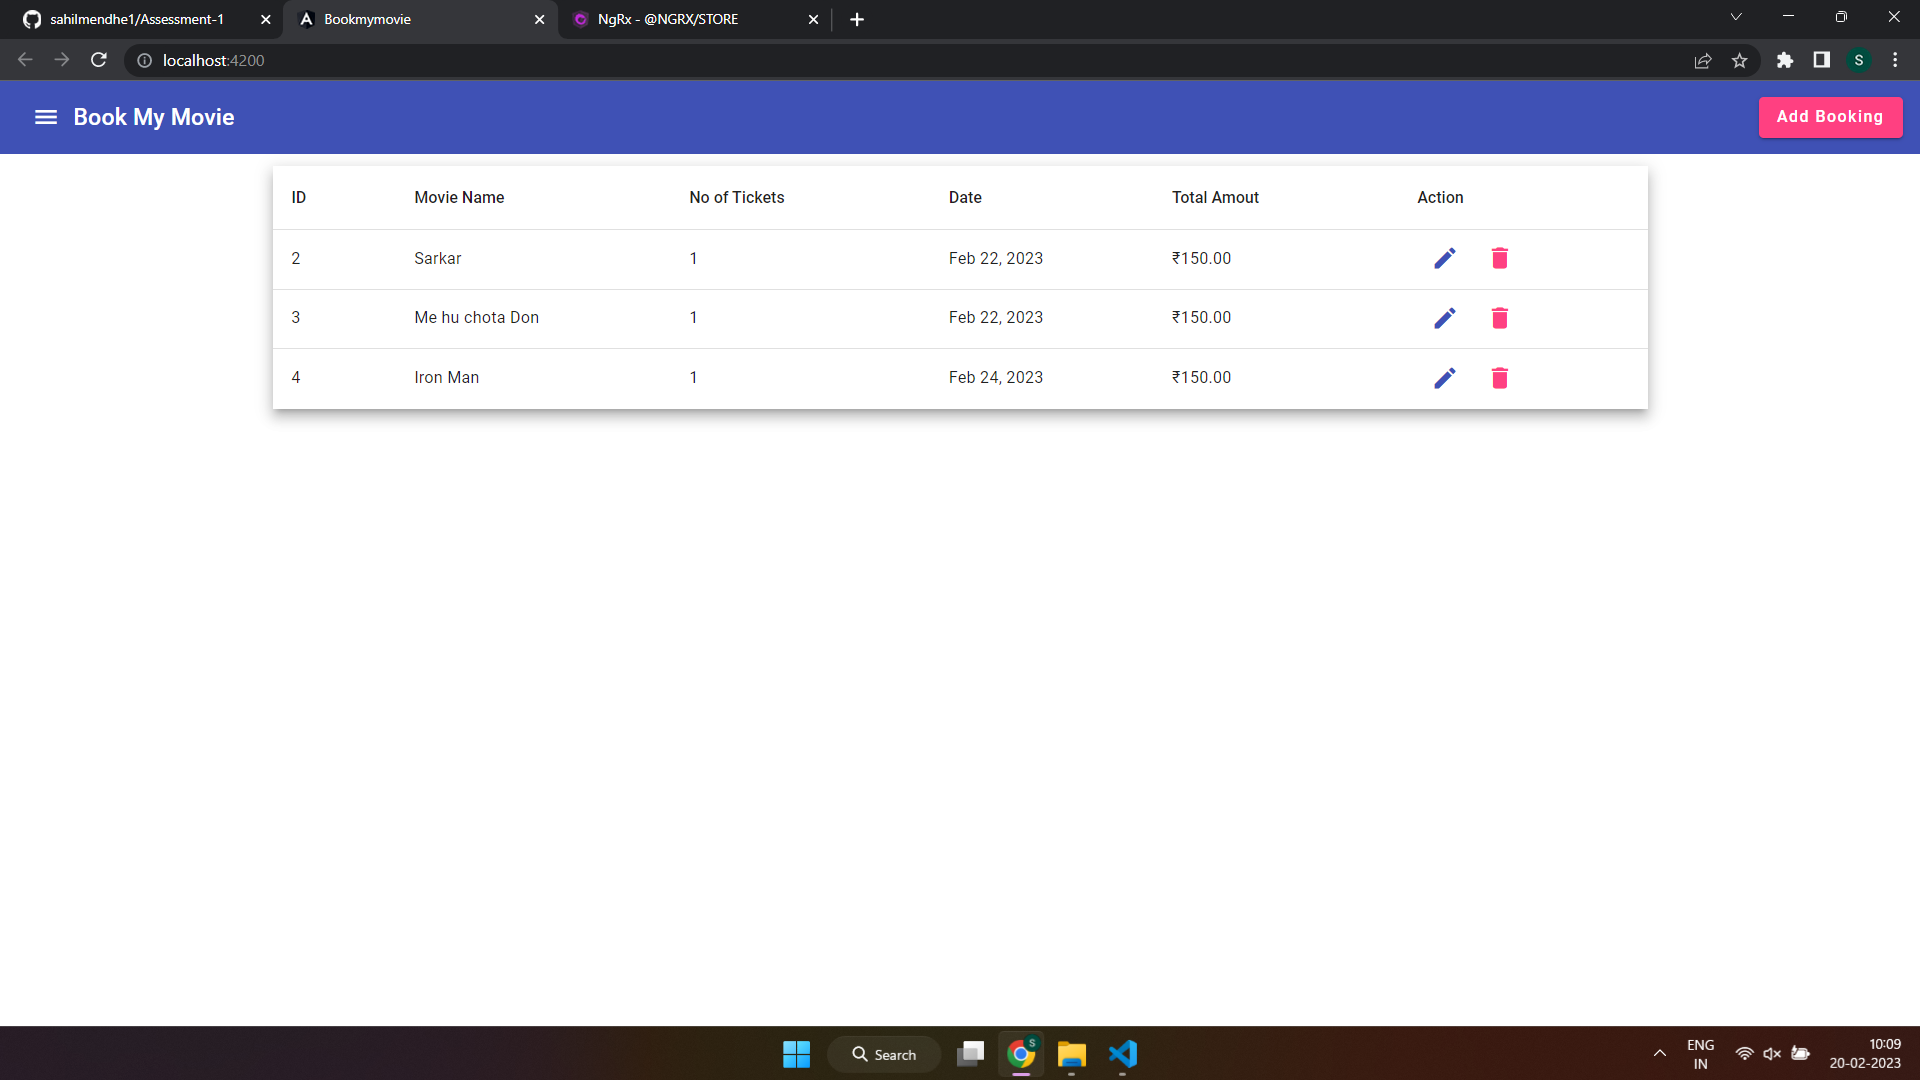 sahilmendhe1/Assessment-1
Bookmymovie
NgRx - @NGRX/STORE
localhost:4200
S
Book My Movie
Add Booking
ID Movie Name No of Tickets Date Total Amout Action
2 Sarkar 1 Feb 22, 2023 ₹150.00
3 Me hu chota Don 1 Feb 22, 2023 ₹150.00
4 Iron Man 1 Feb 24, 2023 ₹150.00
Search
S
ENG
IN
10:09
20-02-2023